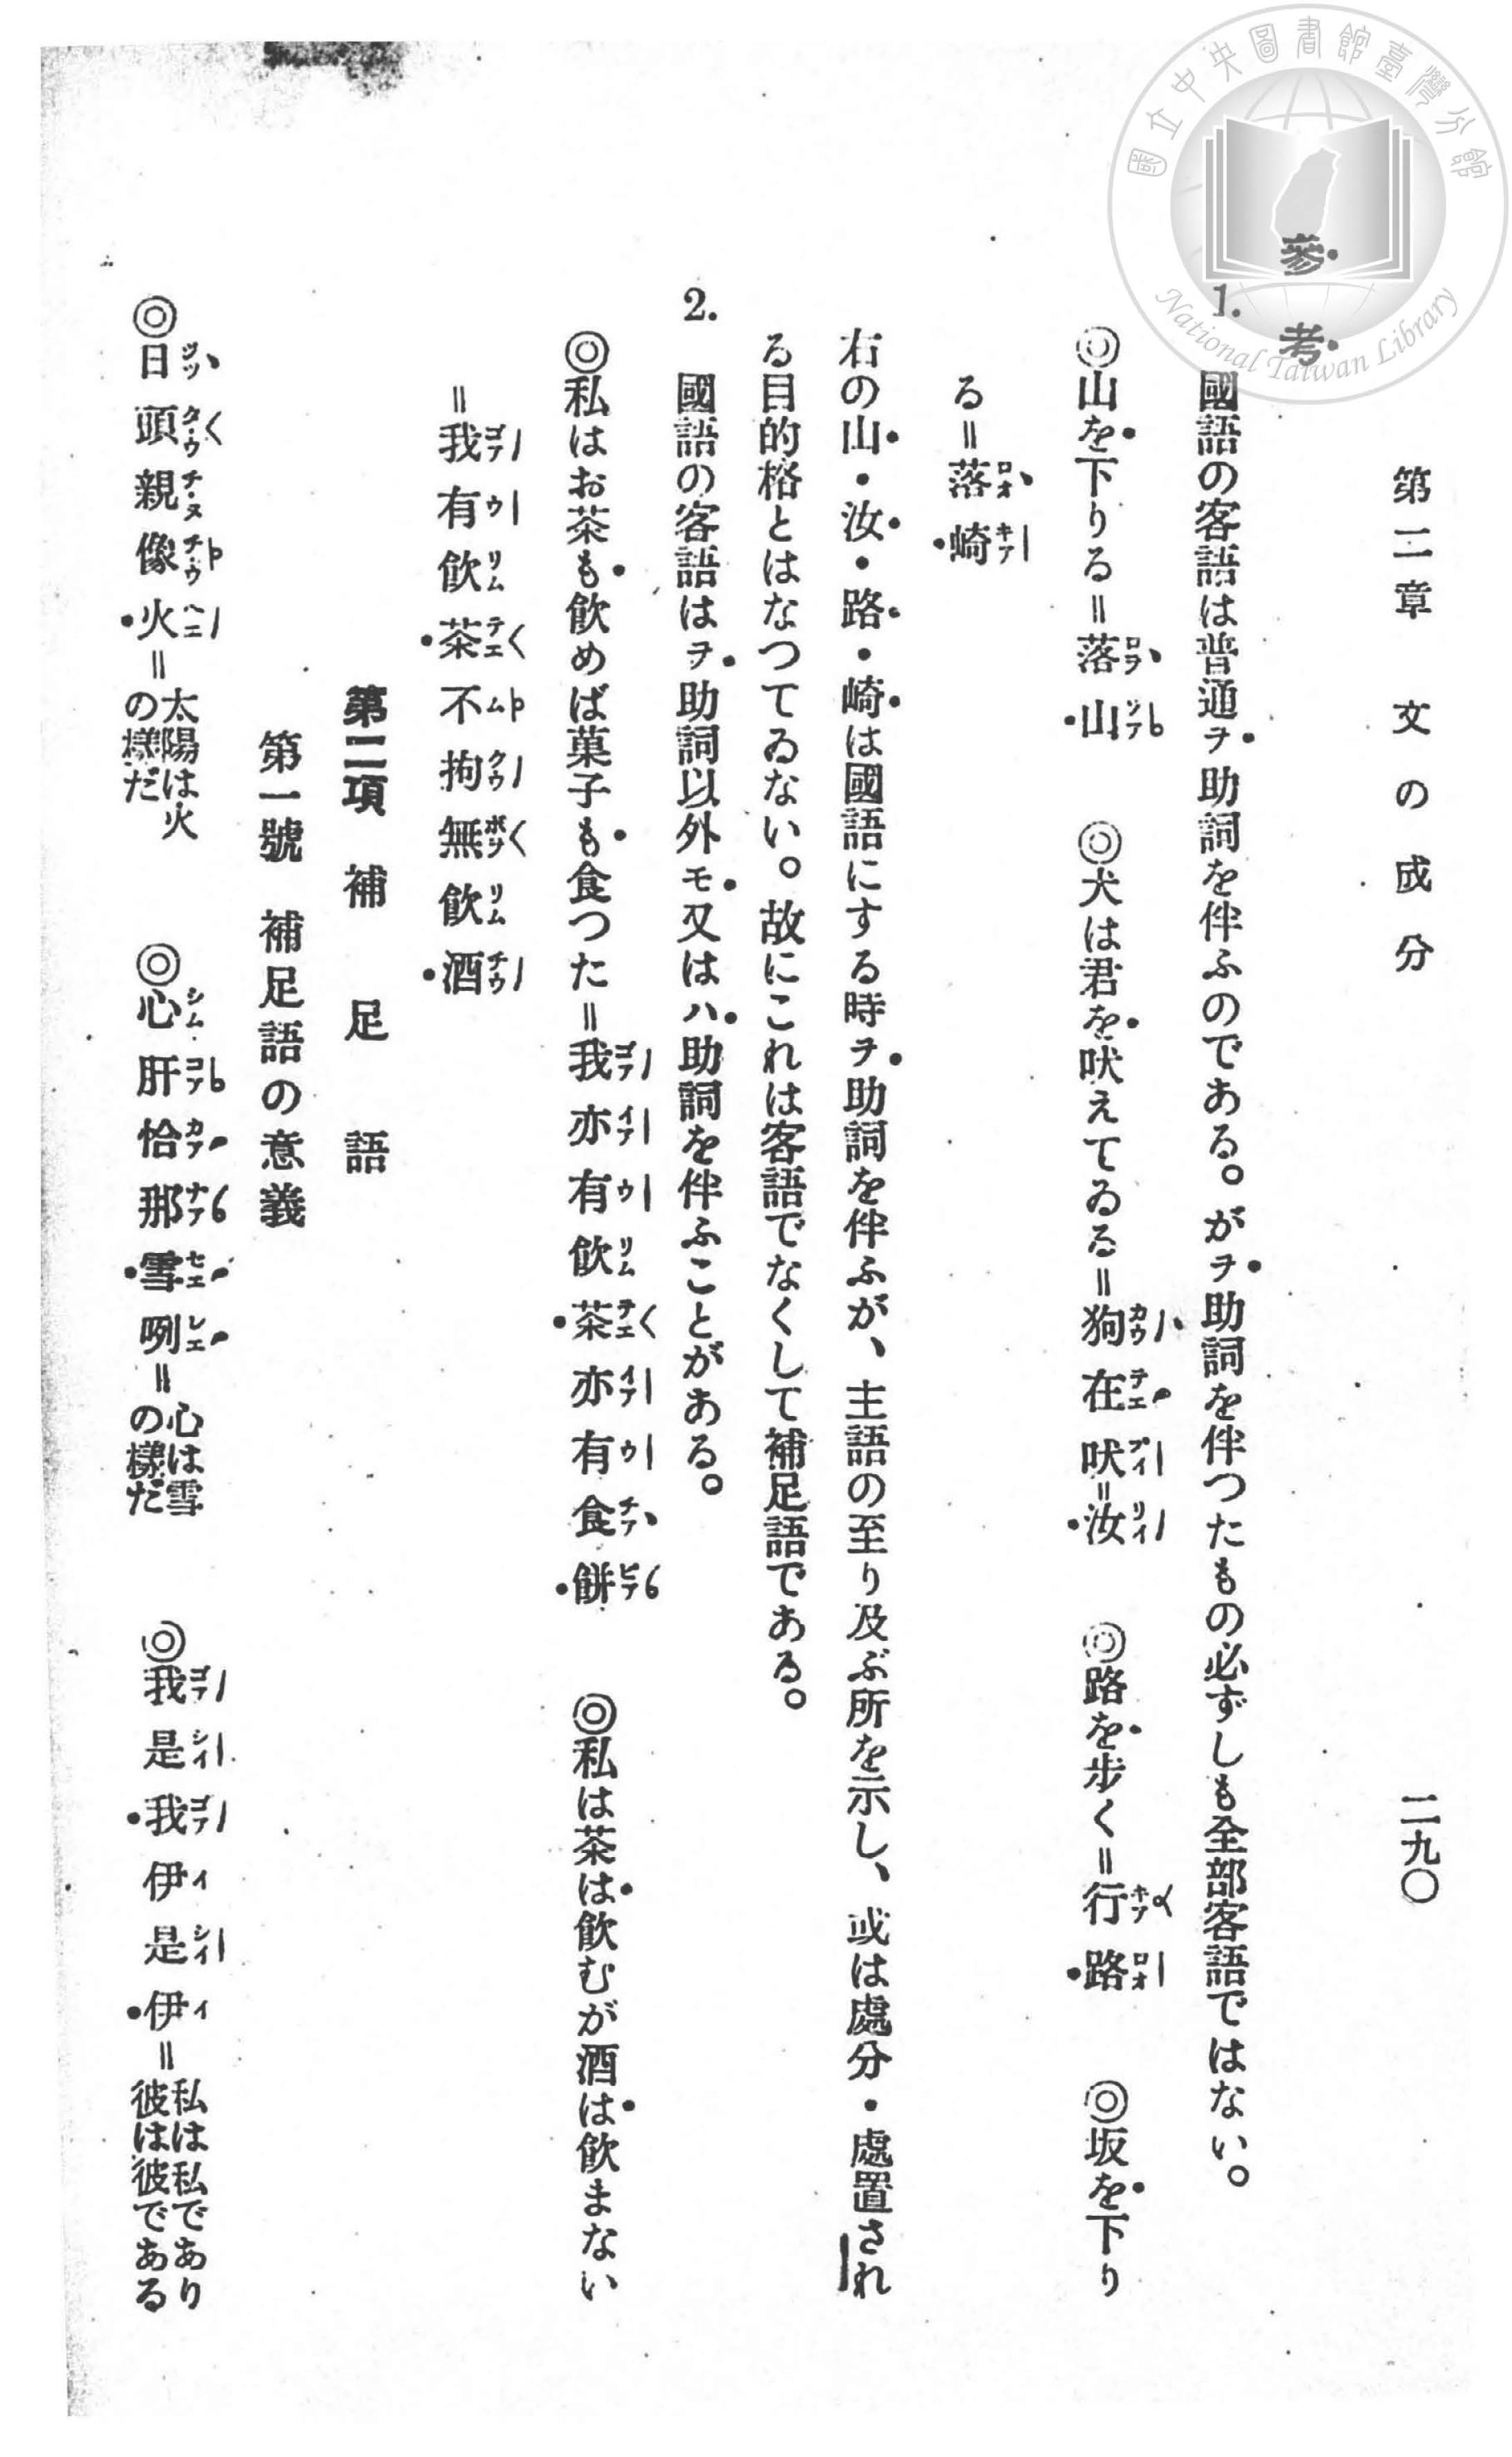 國立中央圖書館臺灣分館
National Taiwan Library
第二章 文の成分 二九〇
參考
1. 國語の客語は普通ヲ助詞を伴ふのである。がヲ助詞を伴つたもの必ずしも全部客語ではない。
◎山を下りる=落山 ◎犬は君を吠えてゐる=狗在吠=汝 ◎路を歩く=行路 ◎坂を下り
る=落崎
右の山・汝・路・崎は國語にする時ヲ助詞を伴ふが、主語の至り及ぶ所を示し、或は處分・處置され
る目的格とはなつてゐない。故にこれは客語でなくして補足語である。
2. 國語の客語はヲ助詞以外モ又はハ助詞を伴ふことがある。
◎私はお茶も飮めば菓子も食つた=我亦有飮茶亦有食餅 ◎私は茶は飮むが酒は飮まない
=我有飮茶不拘無飮酒
第二項 補足語
第一號 補足語の意義
◎日頭親像火=太陽は火の樣だ ◎心肝恰那雪咧=心は雪の樣だ ◎我是我伊是伊=私は私であり彼は彼である